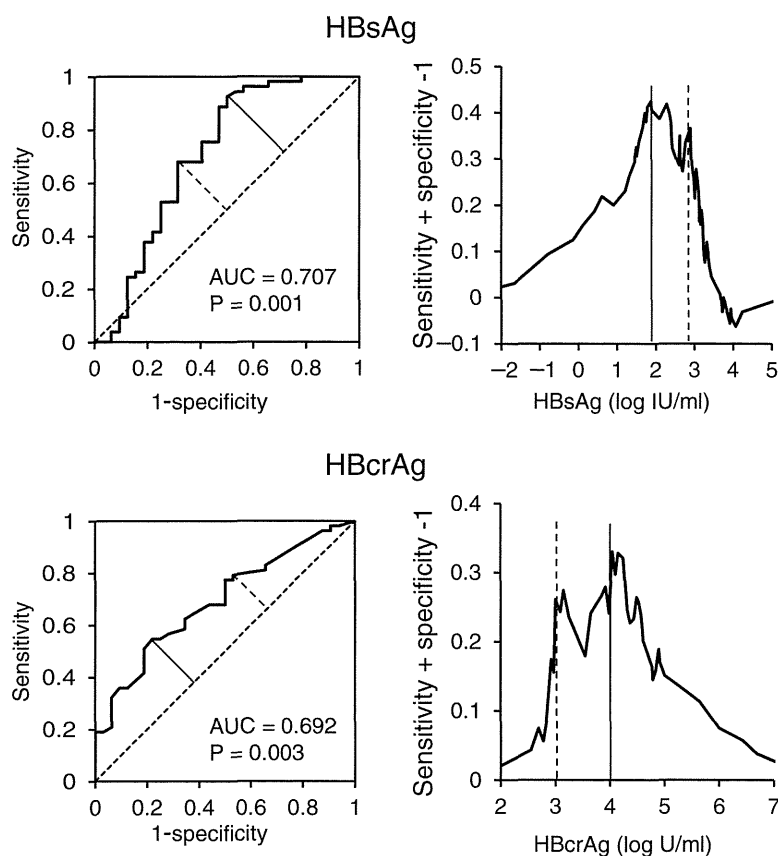 HBsAg
Sensitivity
1
0.8
0.6
0.4
0.2
0
AUC = 0.707
P = 0.001
0 0.2 0.4 0.6 0.8 1
1-specificity
Sensitivity + specificity -1
0.5
0.4
0.3
0.2
0.1
0
−0.1
−2 −1 0 1 2 3 4 5
HBsAg (log IU/ml)
HBcrAg
Sensitivity
1
0.8
0.6
0.4
0.2
0
AUC = 0.692
P = 0.003
0 0.2 0.4 0.6 0.8 1
1-specificity
Sensitivity + specificity -1
0.4
0.3
0.2
0.1
0
2 3 4 5 6 7
HBcrAg (log U/ml)